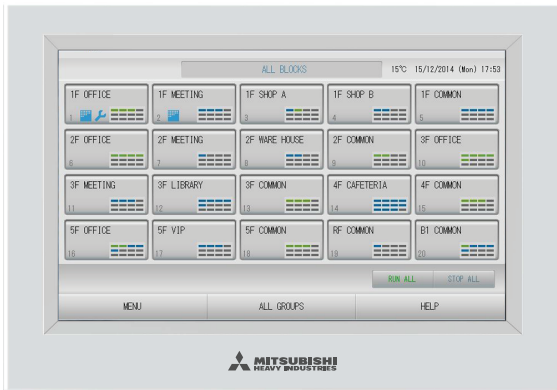 ALL BLOCKS 15℃ 15/12/2014 (Mon) 17:53
1F OFFICE 1F MEETING 1F SHOP A 1F SHOP B 1F COMMON
1 2 3 4 5
2F OFFICE 2F MEETING 2F WARE HOUSE 2F COMMON 3F OFFICE
6 7 8 9 10
3F MEETING 3F LIBRARY 3F COMMON 4F CAFETERIA 4F COMMON
11 12 13 14 15
5F OFFICE 5F VIP 5F COMMON RF COMMON B1 COMMON
16 17 18 19 20
RUN ALL STOP ALL
MENU ALL GROUPS HELP
MITSUBISHI
HEAVY INDUSTRIES